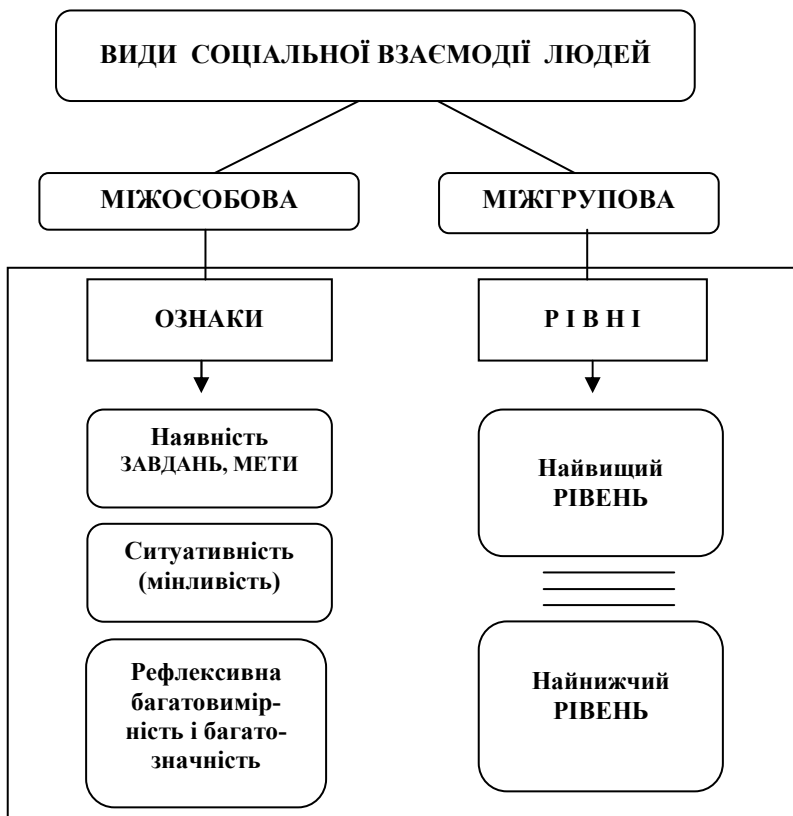 ВИДИ СОЦІАЛЬНОЇ ВЗАЄМОДІЇ ЛЮДЕЙ
МІЖОСОБОВА
МІЖГРУПОВА
ОЗНАКИ
Р І В Н І
Наявність
ЗАВДАНЬ, МЕТИ
Ситуативність
(мінливість)
Рефлексивна
багатовимір-
ність і багато-
значність
Найвищий
РІВЕНЬ
Найнижчий
РІВЕНЬ